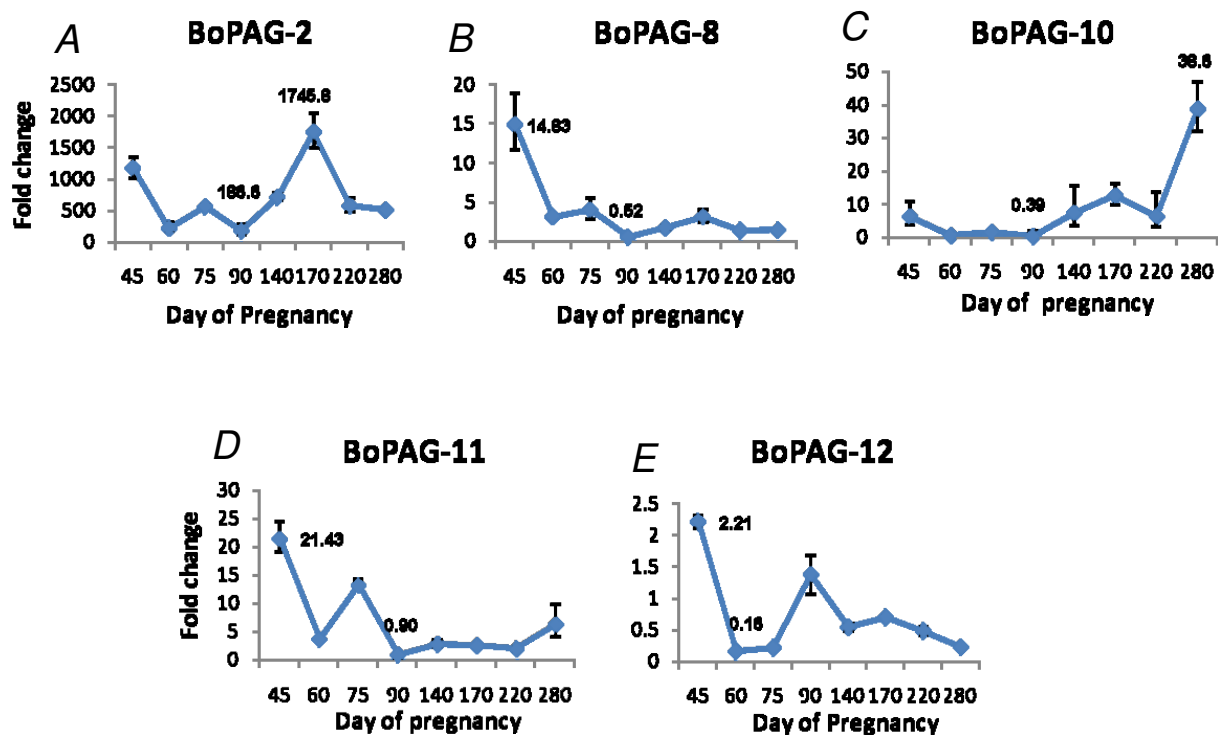 A BoPAG-2
Fold change
2500
2000
1500
1000
500
0
1745.8
186.6
45 60 75 90 140 170 220 280
Day of Pregnancy
B BoPAG-8
20
15
10
5
0
14.83
0.52
45 60 75 90 140 170 220 280
Day of pregnancy
C BoPAG-10
50
40
30
20
10
0
38.6
0.39
45 60 75 90 140 170 220 280
Day of pregnancy
D BoPAG-11
Fold change
30
25
20
15
10
5
0
21.43
0.90
45 60 75 90 140 170 220 280
Day of pregnancy
E BoPAG-12
2.5
2
1.5
1
0.5
0
2.21
0.16
45 60 75 90 140 170 220 280
Day of Pregnancy